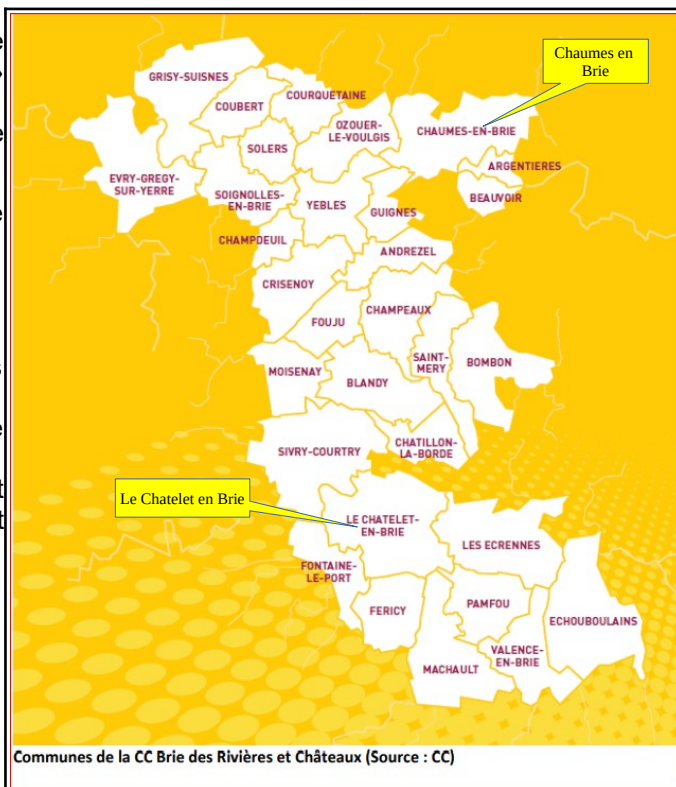 Chaumes en
Brie
GRISY-SUISNES
COUBERT
COURQUETAINE
OZOUER-
LE-VOULGIS
CHAUMES-EN-BRIE
SOLERS
ARGENTIERES
EVRY-GREGY-
SUR-YERRE
SOIGNOLLES-
EN-BRIE
YEBLES
GUIGNES
BEAUVOIR
CHAMPDEUIL
ANDREZEL
CRISENOY
CHAMPEAUX
FOUJU
SAINT-
MERY
BOMBON
MOISENAY
BLANDY
SIVRY-COURTRY
CHATILLON-
LA-BORDE
Le Chatelet en Brie
LE CHATELET-
EN-BRIE
LES ECRENNES
FONTAINE-
LE-PORT
FERICY
PAMFOU
ECHOUBOULAINS
VALENCE-
EN-BRIE
MACHAULT
Communes de la CC Brie des Rivières et Châteaux (Source : CC)